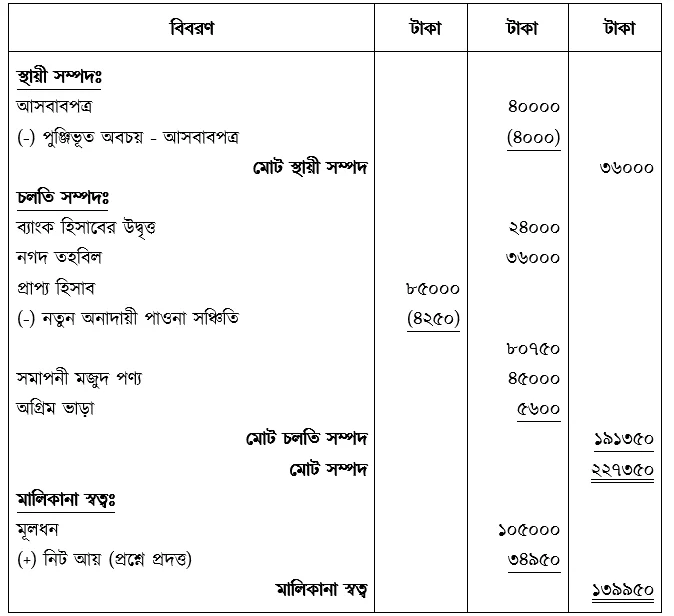 বিবরণ টাকা টাকা টাকা
স্থায়ী সম্পদঃ
আসবাবপত্র ৪০০০০
(-) পুঞ্জিভূত অবচয় - আসবাবপত্র (৪০০০)
মোট স্থায়ী সম্পদ ৩৬০০০
চলতি সম্পদঃ
ব্যাংক হিসাবের উদ্বৃত্ত ২৪০০০
নগদ তহবিল ৩৬০০০
প্রাপ্য হিসাব ৮৫০০০
(-) নতুন অনাদায়ী পাওনা সঞ্চিতি (৪২৫০)
৮০৭৫০
সমাপনী মজুদ পণ্য ৪৫০০০
অগ্রিম ভাড়া ৫৬০০
মোট চলতি সম্পদ ১৯১৩৫০
মোট সম্পদ ২২৭৩৫০
মালিকানা স্বত্বঃ
মূলধন ১০৫০০০
(+) নিট আয় (প্রশ্নে প্রদত্ত) ৩৪৯৫০
মালিকানা স্বত্ব ১৩৯৯৫০